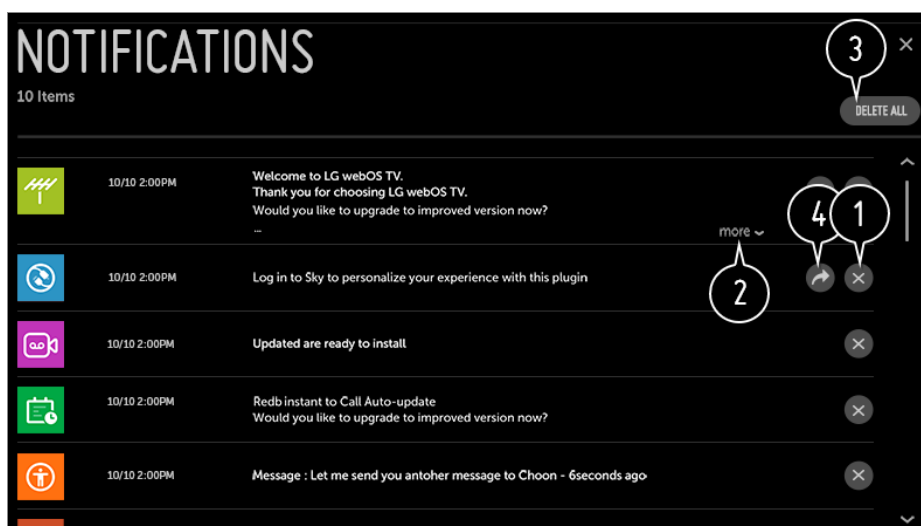 NOTIFICATIONS
10 Items
3
DELETE ALL
10/10 2:00PM
Welcome to LG webOS TV.
Thank you for choosing LG webOS TV.
Would you like to upgrade to improved version now?
...
more
4
1
2
10/10 2:00PM
Log in to Sky to personalize your experience with this plugin
10/10 2:00PM
Updated are ready to install
10/10 2:00PM
Redb instant to Call Auto-update
Would you like to upgrade to improved version now?
10/10 2:00PM
Message : Let me send you antoher message to Choon - 6seconds ago